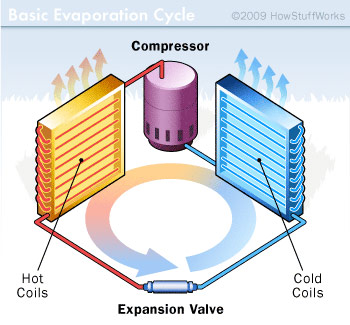 Basic Evaporation Cycle
©2009 HowStuffWorks
Compressor
Hot
Coils
Cold
Coils
Expansion Valve